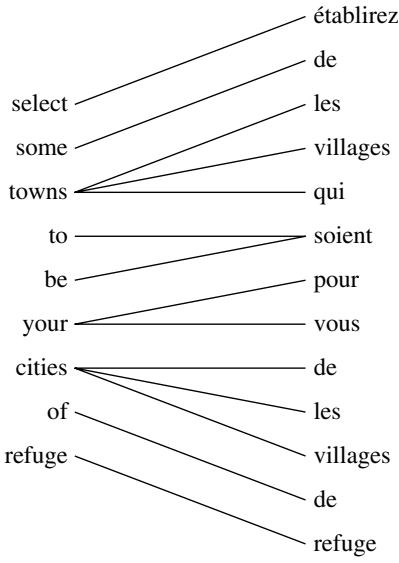 établirez
de
select
les
some
villages
towns
qui
to
soient
be
pour
your
vous
cities
de
of
les
refuge
villages
de
refuge